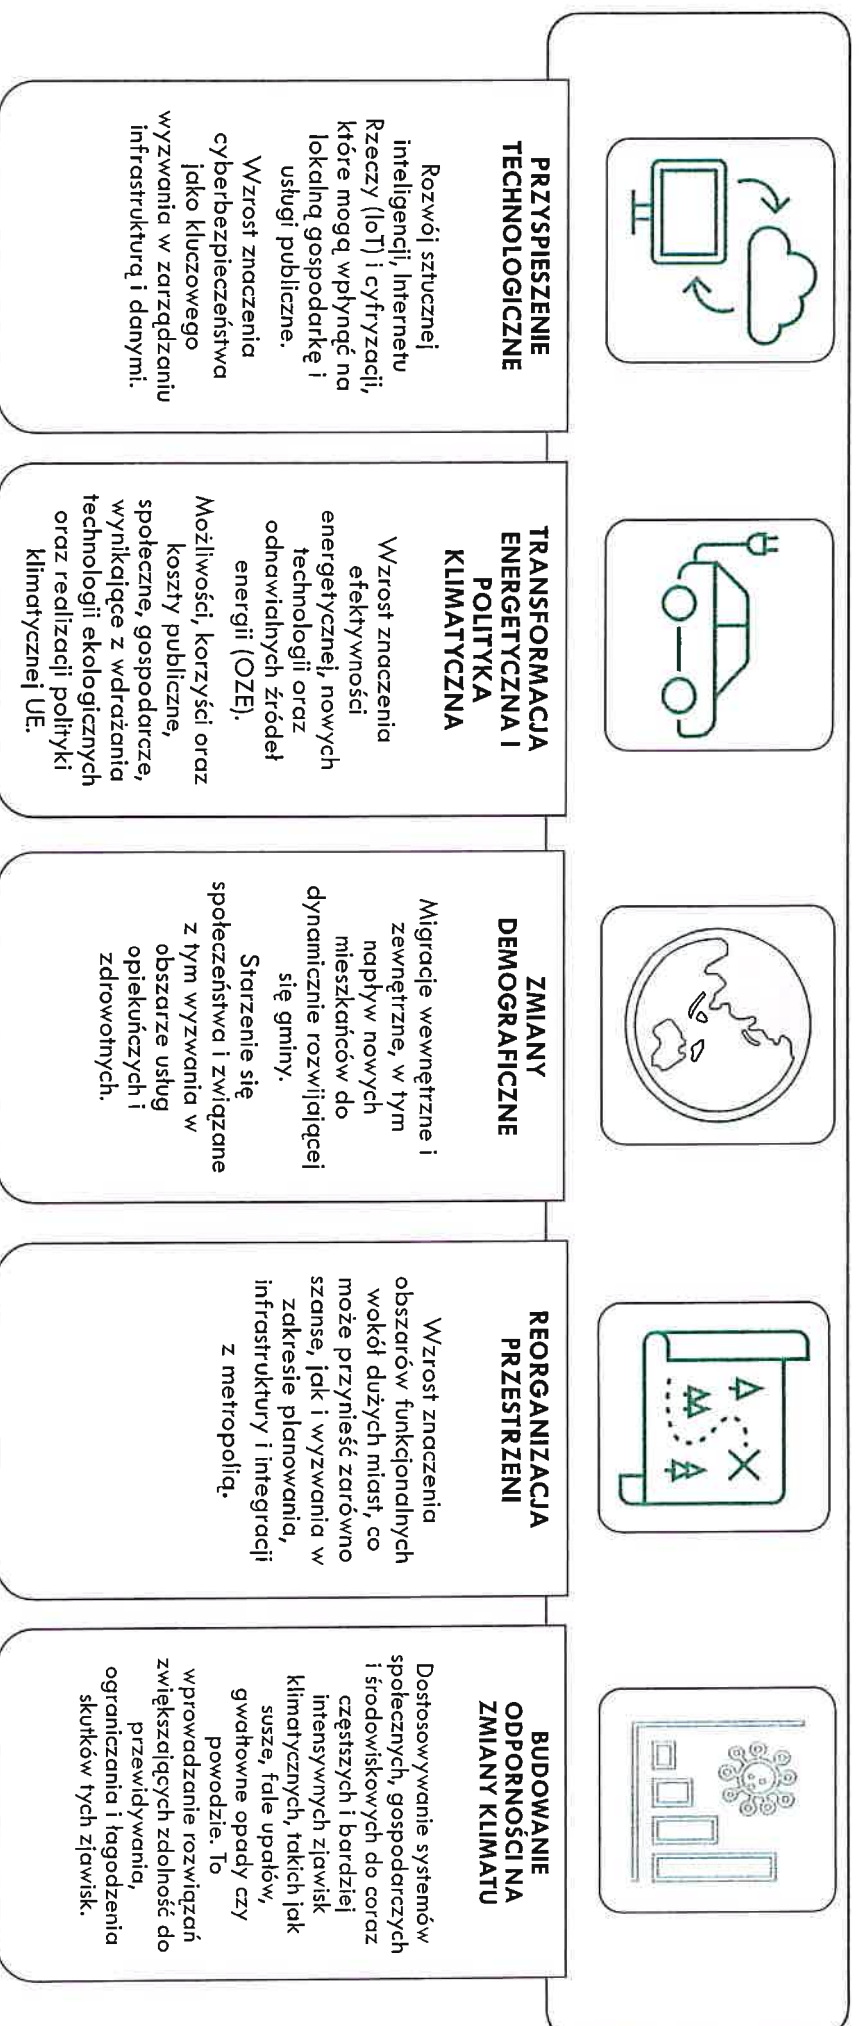 PRZYSPIESZENIE
TECHNOLOGICZNE
Rozwój sztucznej
inteligencji, Internetu
Rzeczy (IoT) i cyfryzacji,
które mogą wpłynąć na
lokalną gospodarkę i
usługi publiczne.
Wzrost znaczenia
cyberbezpieczeństwa
jako kluczowego
wyzwania w zarządzaniu
infrastrukturą i danymi.
TRANSFORMACJA
ENERGETYCZNA I
POLITYKA
KLIMATYCZNA
Wzrost znaczenia
efektywności
energetycznej, nowych
technologii oraz
odnawialnych źródeł
energii (OZE).
Możliwości, korzyści oraz
koszty publiczne,
społeczne, gospodarcze,
wynikające z wdrażania
technologii ekologicznych
oraz realizacji polityki
klimatycznej UE.
ZMIANY
DEMOGRAFICZNE
Migracje wewnętrzne i
zewnętrzne, w tym
napływ nowych
mieszkańców do
dynamicznie rozwijającej
się gminy.
Starzenie się
społeczeństwa i związane
z tym wyzwania w
obszarze usług
opiekuńczych i
zdrowotnych.
REORGANIZACJA
PRZESTRZENI
Wzrost znaczenia
obszarów funkcjonalnych
wokół dużych miast, co
może przynieść zarówno
szanse, jak i wyzwania w
zakresie planowania,
infrastruktury i integracji
z metropolią.
BUDOWANIE
ODPORNOŚCI NA
ZMIANY KLIMATU
Dostosowywanie systemów
społecznych, gospodarczych
i środowiskowych do coraz
częstszych i bardziej
intensywnych zjawisk
klimatycznych, takich jak
susze, fale upałów,
gwałtowne opady czy
powodzie. To
wprowadzanie rozwiązań
zwiększających zdolność do
przewidywania,
ograniczania i łagodzenia
skutków tych zjawisk.